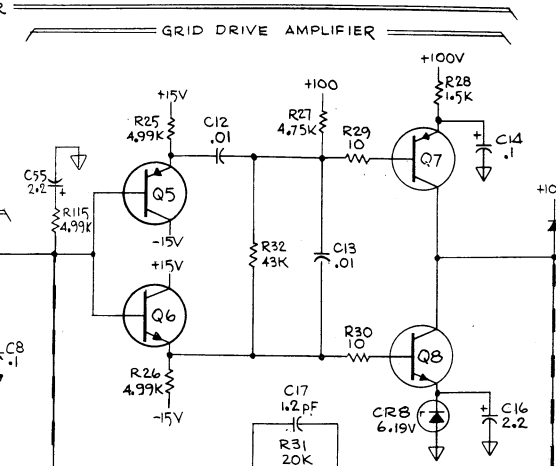 R
GRID DRIVE AMPLIFIER
+100V
R28
1.5K
+15V
+100
R25
4.99K
C12
.01
R27
4.75K
R29
10
Q7
+
C14
.1
C55
2.2
+
R115
4.99K
Q5
-15V
+15V
R32
43K
C13
.01
+10
Q6
R30
10
Q8
C8
.1
R26
4.99K
-15V
C17
1.2pF
R31
20K
CR8
6.19V
+
C16
2.2